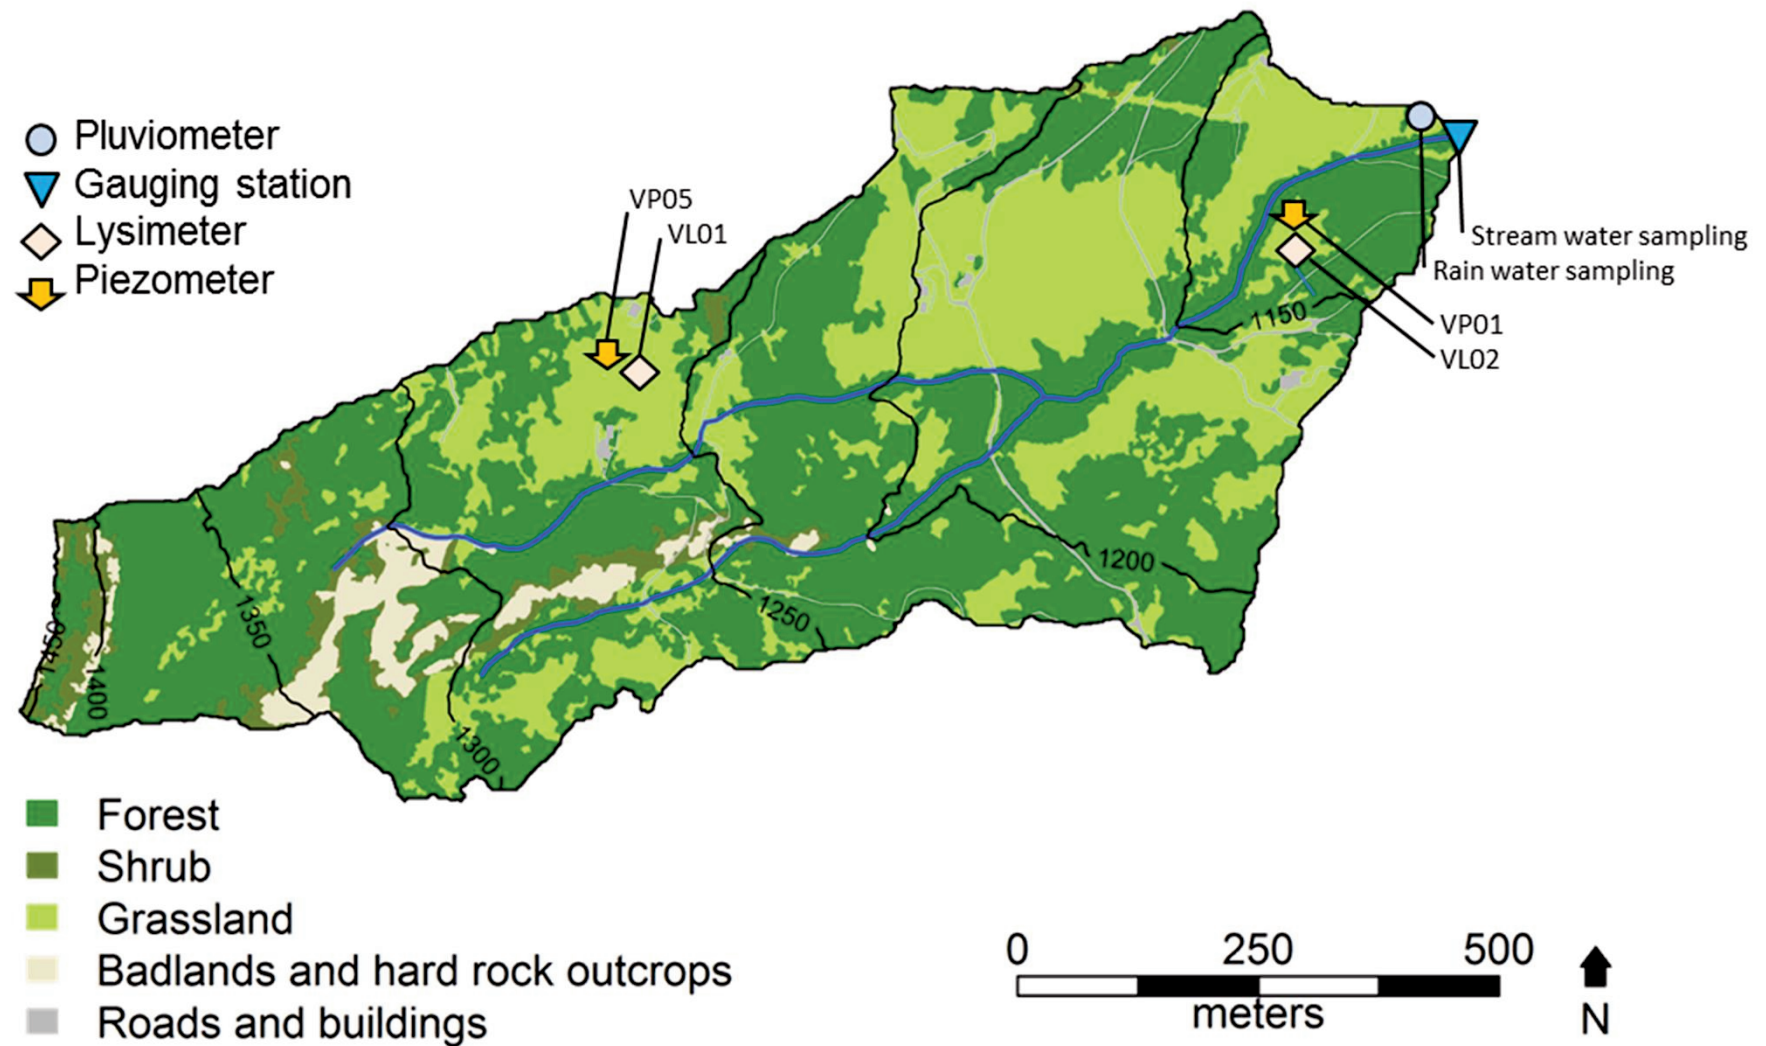 Pluviometer
Gauging station
Lysimeter
Piezometer
VP05
VL01
Stream water sampling
Rain water sampling
VP01
VL02
1150
1200
1250
1300
1350
1400
1450
Forest
Shrub
Grassland
Badlands and hard rock outcrops
Roads and buildings
0 250 500
meters
N